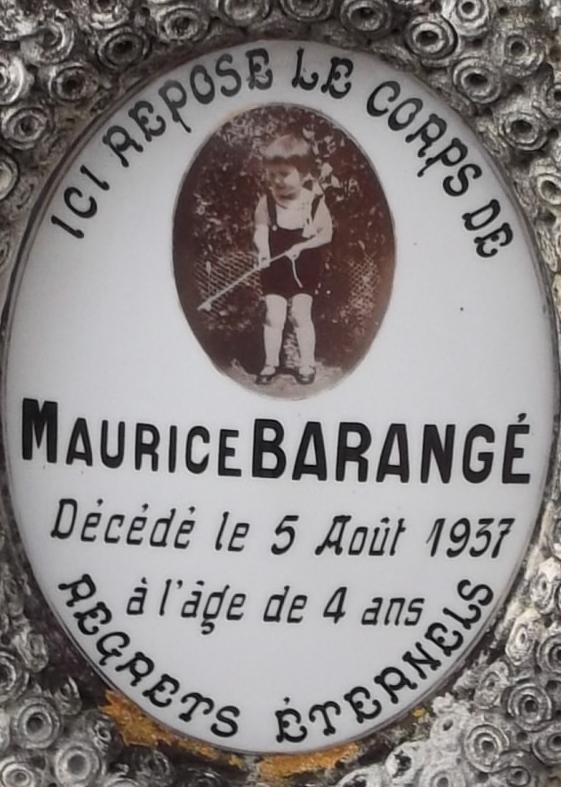 ICI REPOSE LE CORPS DE
MAURICE BARANGÉ
Décédé le 5 Août 1937
à l'âge de 4 ans
REGRETS ÉTERNELS